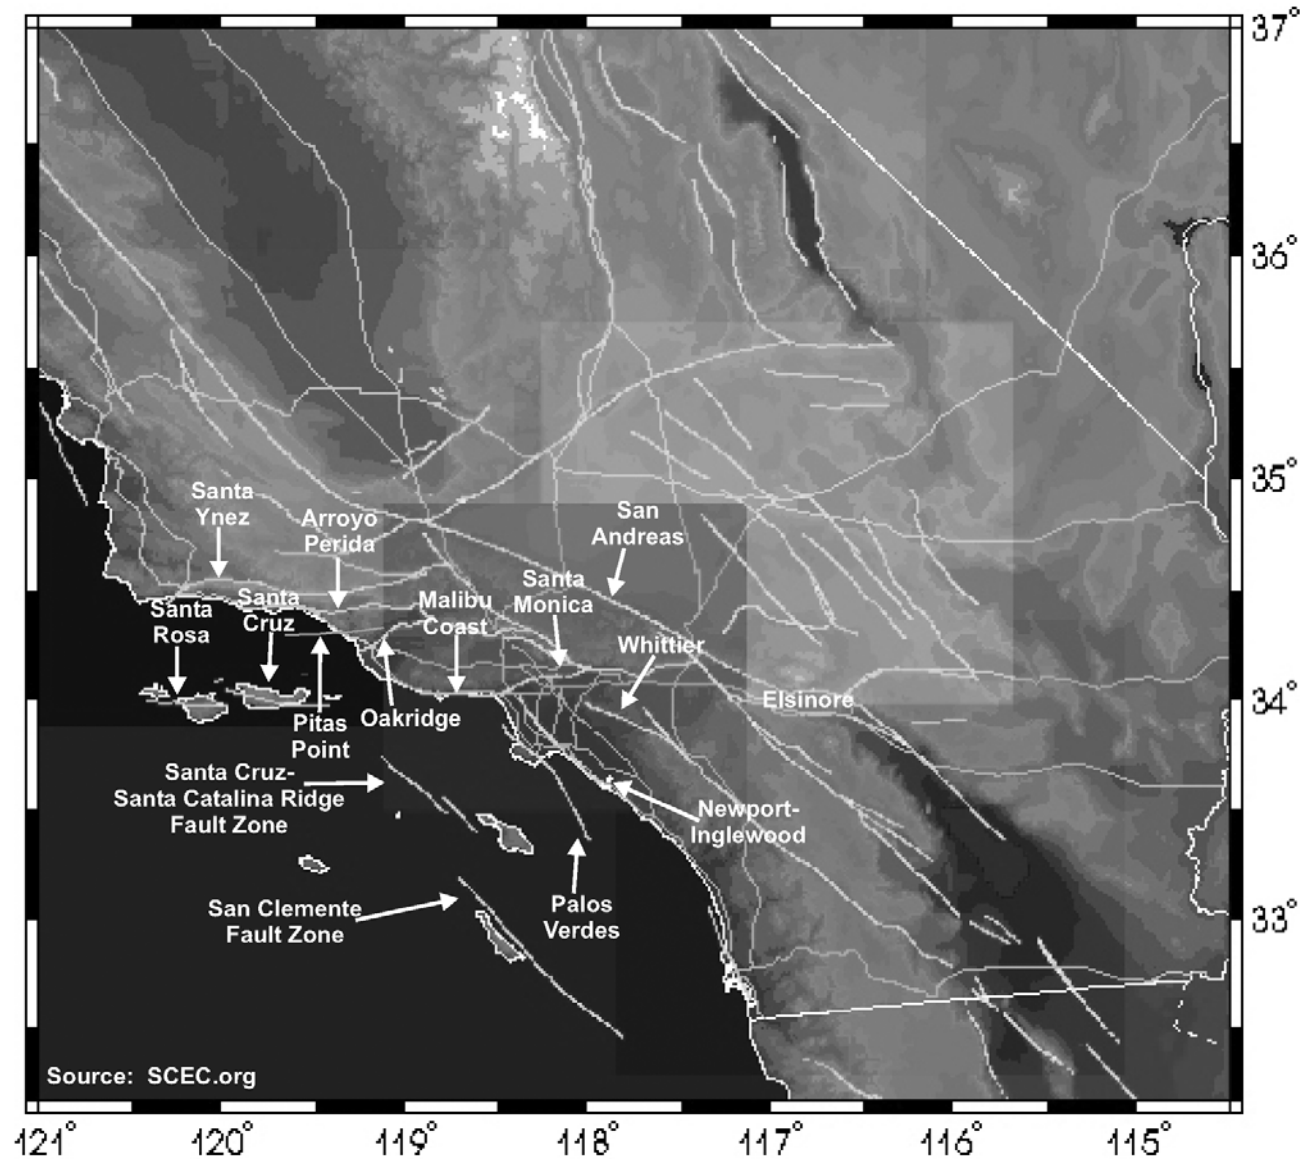 37°
36°
35°
34°
33°
Santa
Ynez
Arroyo
Perida
San
Andreas
Santa
Monica
Malibu
Coast
Santa
Rosa
Santa
Cruz
Whittier
Elsinore
Pitas
Point
Oakridge
Santa Cruz-
Santa Catalina Ridge
Fault Zone
Newport-
Inglewood
San Clemente
Fault Zone
Palos
Verdes
Source: SCEC.org
121°
120°
119°
118°
117°
116°
115°